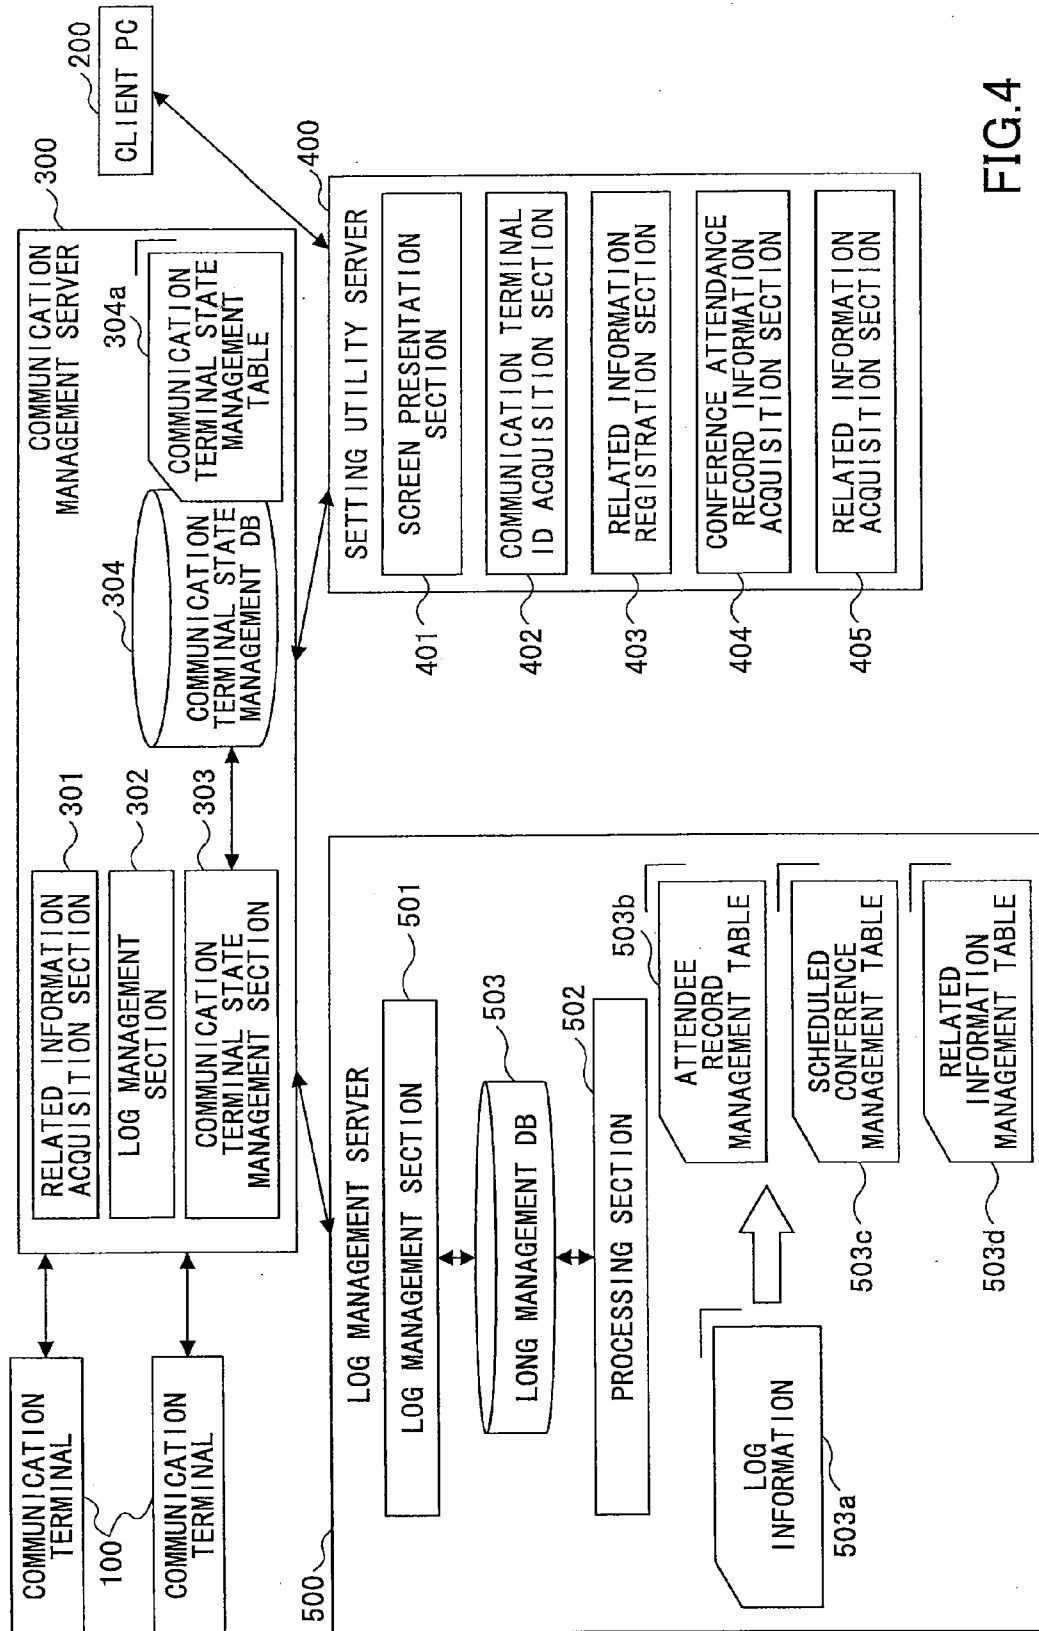 COMMUNICATION
TERMINAL
100
COMMUNICATION
TERMINAL
300
COMMUNICATION
MANAGEMENT SERVER
RELATED INFORMATION
ACQUISITION SECTION
301
LOG MANAGEMENT
SECTION
302
COMMUNICATION
TERMINAL STATE
MANAGEMENT SECTION
303
304
COMMUNICATION
TERMINAL STATE
MANAGEMENT DB
304a
COMMUNICATION
TERMINAL STATE
MANAGEMENT
TABLE
200
CLIENT PC
500
LOG MANAGEMENT SERVER
LOG MANAGEMENT SECTION
501
LONG MANAGEMENT DB
503
PROCESSING SECTION
502
LOG
INFORMATION
503a
503b
ATTENDEE
RECORD
MANAGEMENT TABLE
SCHEDULED
CONFERENCE
MANAGEMENT TABLE
503c
RELATED
INFORMATION
MANAGEMENT TABLE
503d
400
SETTING UTILITY SERVER
SCREEN PRESENTATION
SECTION
401
COMMUNICATION TERMINAL
ID ACQUISITION SECTION
402
RELATED INFORMATION
REGISTRATION SECTION
403
CONFERENCE ATTENDANCE
RECORD INFORMATION
ACQUISITION SECTION
404
RELATED INFORMATION
ACQUISITION SECTION
405
FIG.4